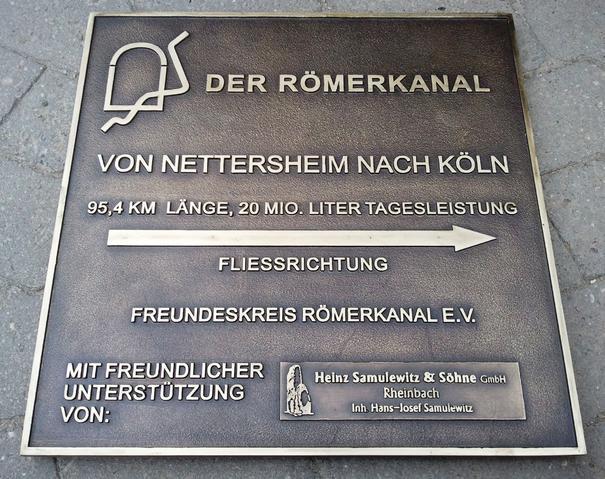 DER RÖMERKANAL
VON NETTERSHEIM NACH KÖLN
95,4 KM LÄNGE, 20 MIO. LITER TAGESLEISTUNG
FLIESSRICHTUNG
FREUNDESKREIS RÖMERKANAL E.V.
MIT FREUNDLICHER
UNTERSTÜTZUNG
VON:
Heinz Samulewitz & Söhne GmbH
Rheinbach
Inh Hans-Josef Samulewitz